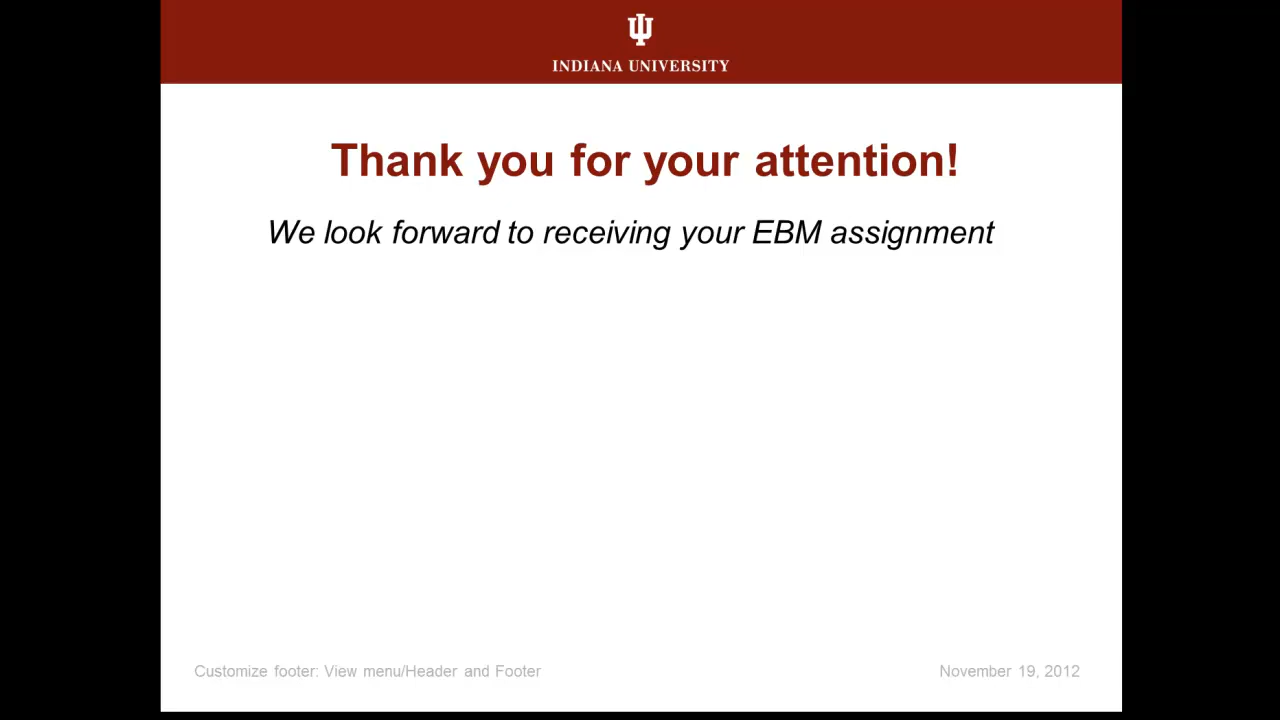 INDIANA UNIVERSITY
Thank you for your attention!
We look forward to receiving your EBM assignment
Customize footer: View menu/Header and Footer
November 19, 2012